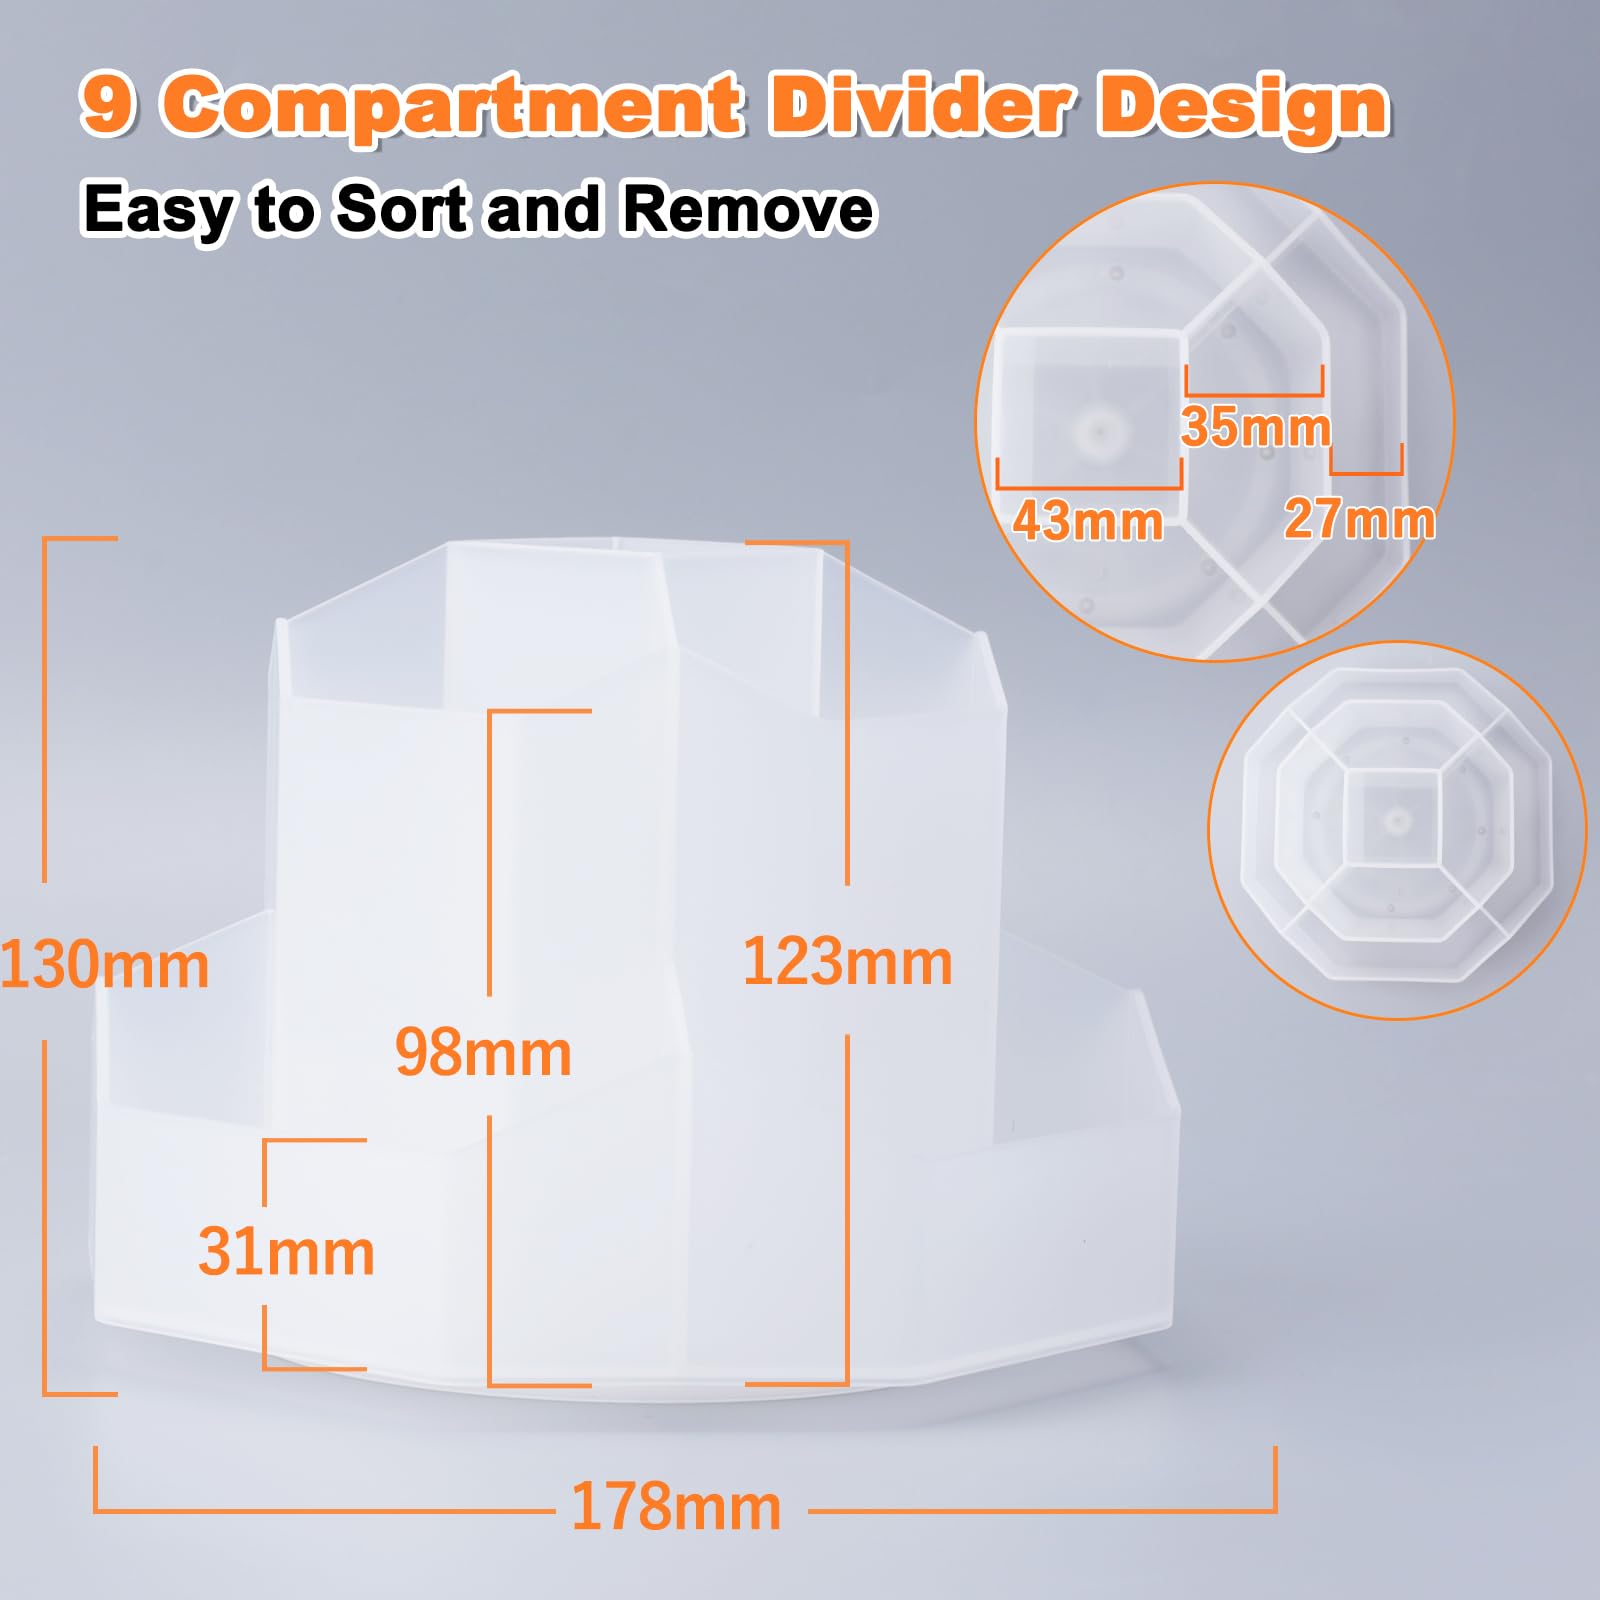 9 Compartment Divider Design
Easy to Sort and Remove
35mm
43mm
27mm
130mm
123mm
98mm
31mm
178mm